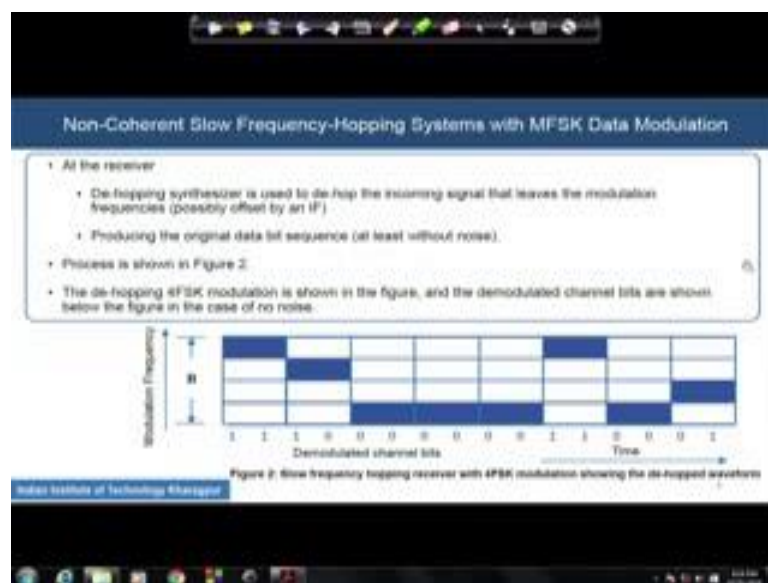 Non-Coherent Slow Frequency-Hopping Systems with MFSK Data Modulation
• At the receiver
• De-hopping synthesizer is used to de-hop the incoming signal that leaves the modulation
frequencies (possibly offset by an IF)
• Producing the original data bit sequence (at least without noise).
• Process is shown in Figure 2
• The de-hopping 4FSK modulation is shown in the figure, and the demodulated channel bits are shown
below the figure in the case of no noise.
Modulation Frequency
B
1 1 1 0 0 0 0 0 0 0 1 1 0 0 0 1
Demodulated channel bits
Time
Figure 2: Slow frequency hopping receiver with 4FSK modulation showing the de-hopped waveform
Indian Institute of Technology Kharagpur